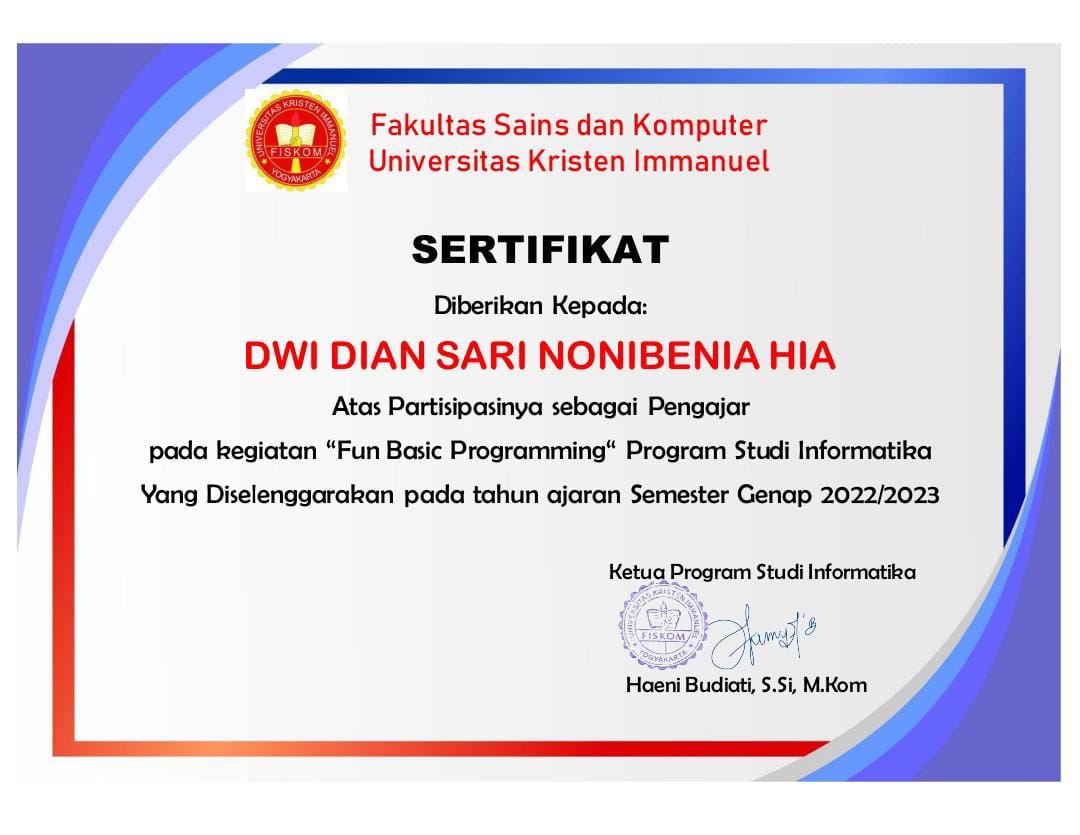 UNIVERSITAS KRISTEN IMMANUEL
FISKOM
YOGYAKARTA
Fakultas Sains dan Komputer
Universitas Kristen Immanuel
SERTIFIKAT
Diberikan Kepada:
DWI DIAN SARI NONIBENIA HIA
Atas Partisipasinya sebagai Pengajar
pada kegiatan “Fun Basic Programming“ Program Studi Informatika
Yang Diselenggarakan pada tahun ajaran Semester Genap 2022/2023
Ketua Program Studi Informatika
UNIVERSITAS KRISTEN IMMANUEL
FISKOM
YOGYAKARTA
Haeni Budiati, S.Si, M.Kom